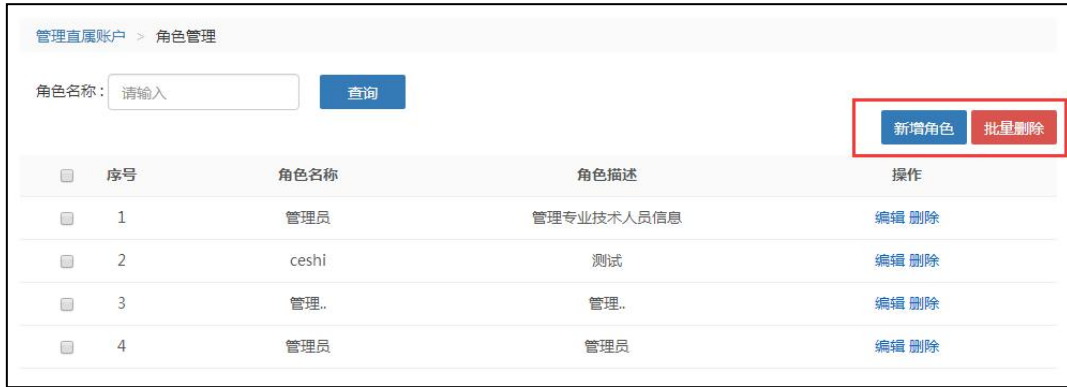 管理直属账户 > 角色管理
角色名称： 请输入 查询
新增角色 批量删除
序号 角色名称 角色描述 操作
1 管理员 管理专业技术人员信息 编辑 删除
2 ceshi 测试 编辑 删除
3 管理.. 管理.. 编辑 删除
4 管理员 管理员 编辑 删除